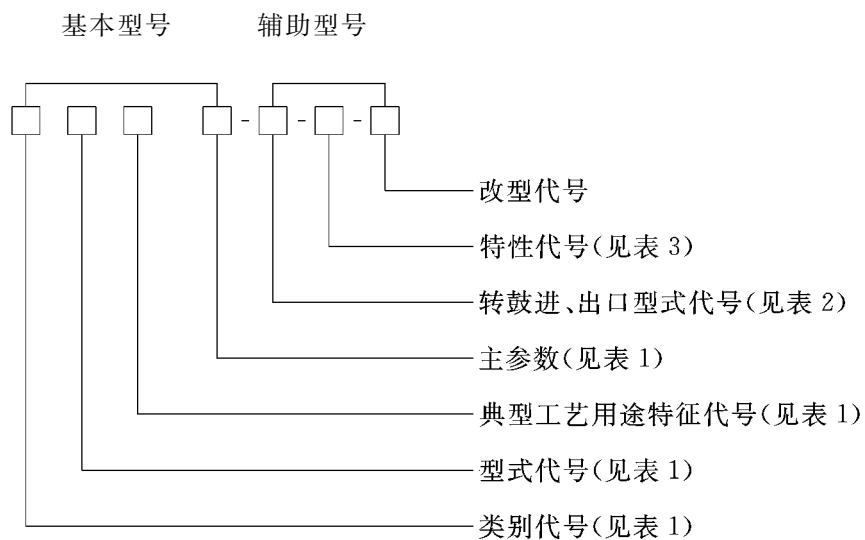 基本型号 辅助型号
改型代号
特性代号(见表 3)
转鼓进、出口型式代号(见表 2)
主参数(见表 1)
典型工艺用途特征代号(见表 1)
型式代号(见表 1)
类别代号(见表 1)